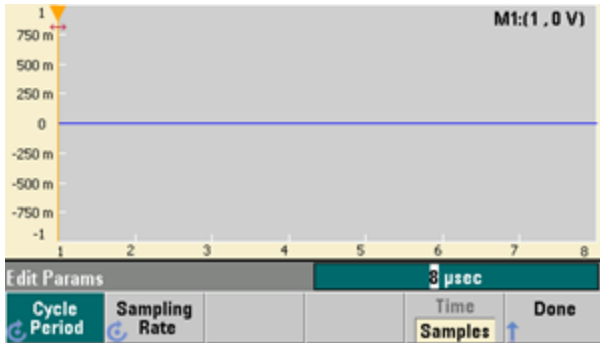 M1:(1 , 0 V)
1
750 m
500 m
250 m
0
-250 m
-500 m
-750 m
-1
1 2 3 4 5 6 7 8
Edit Params 8 µsec
Cycle Period
Sampling Rate
Time
Samples
Done